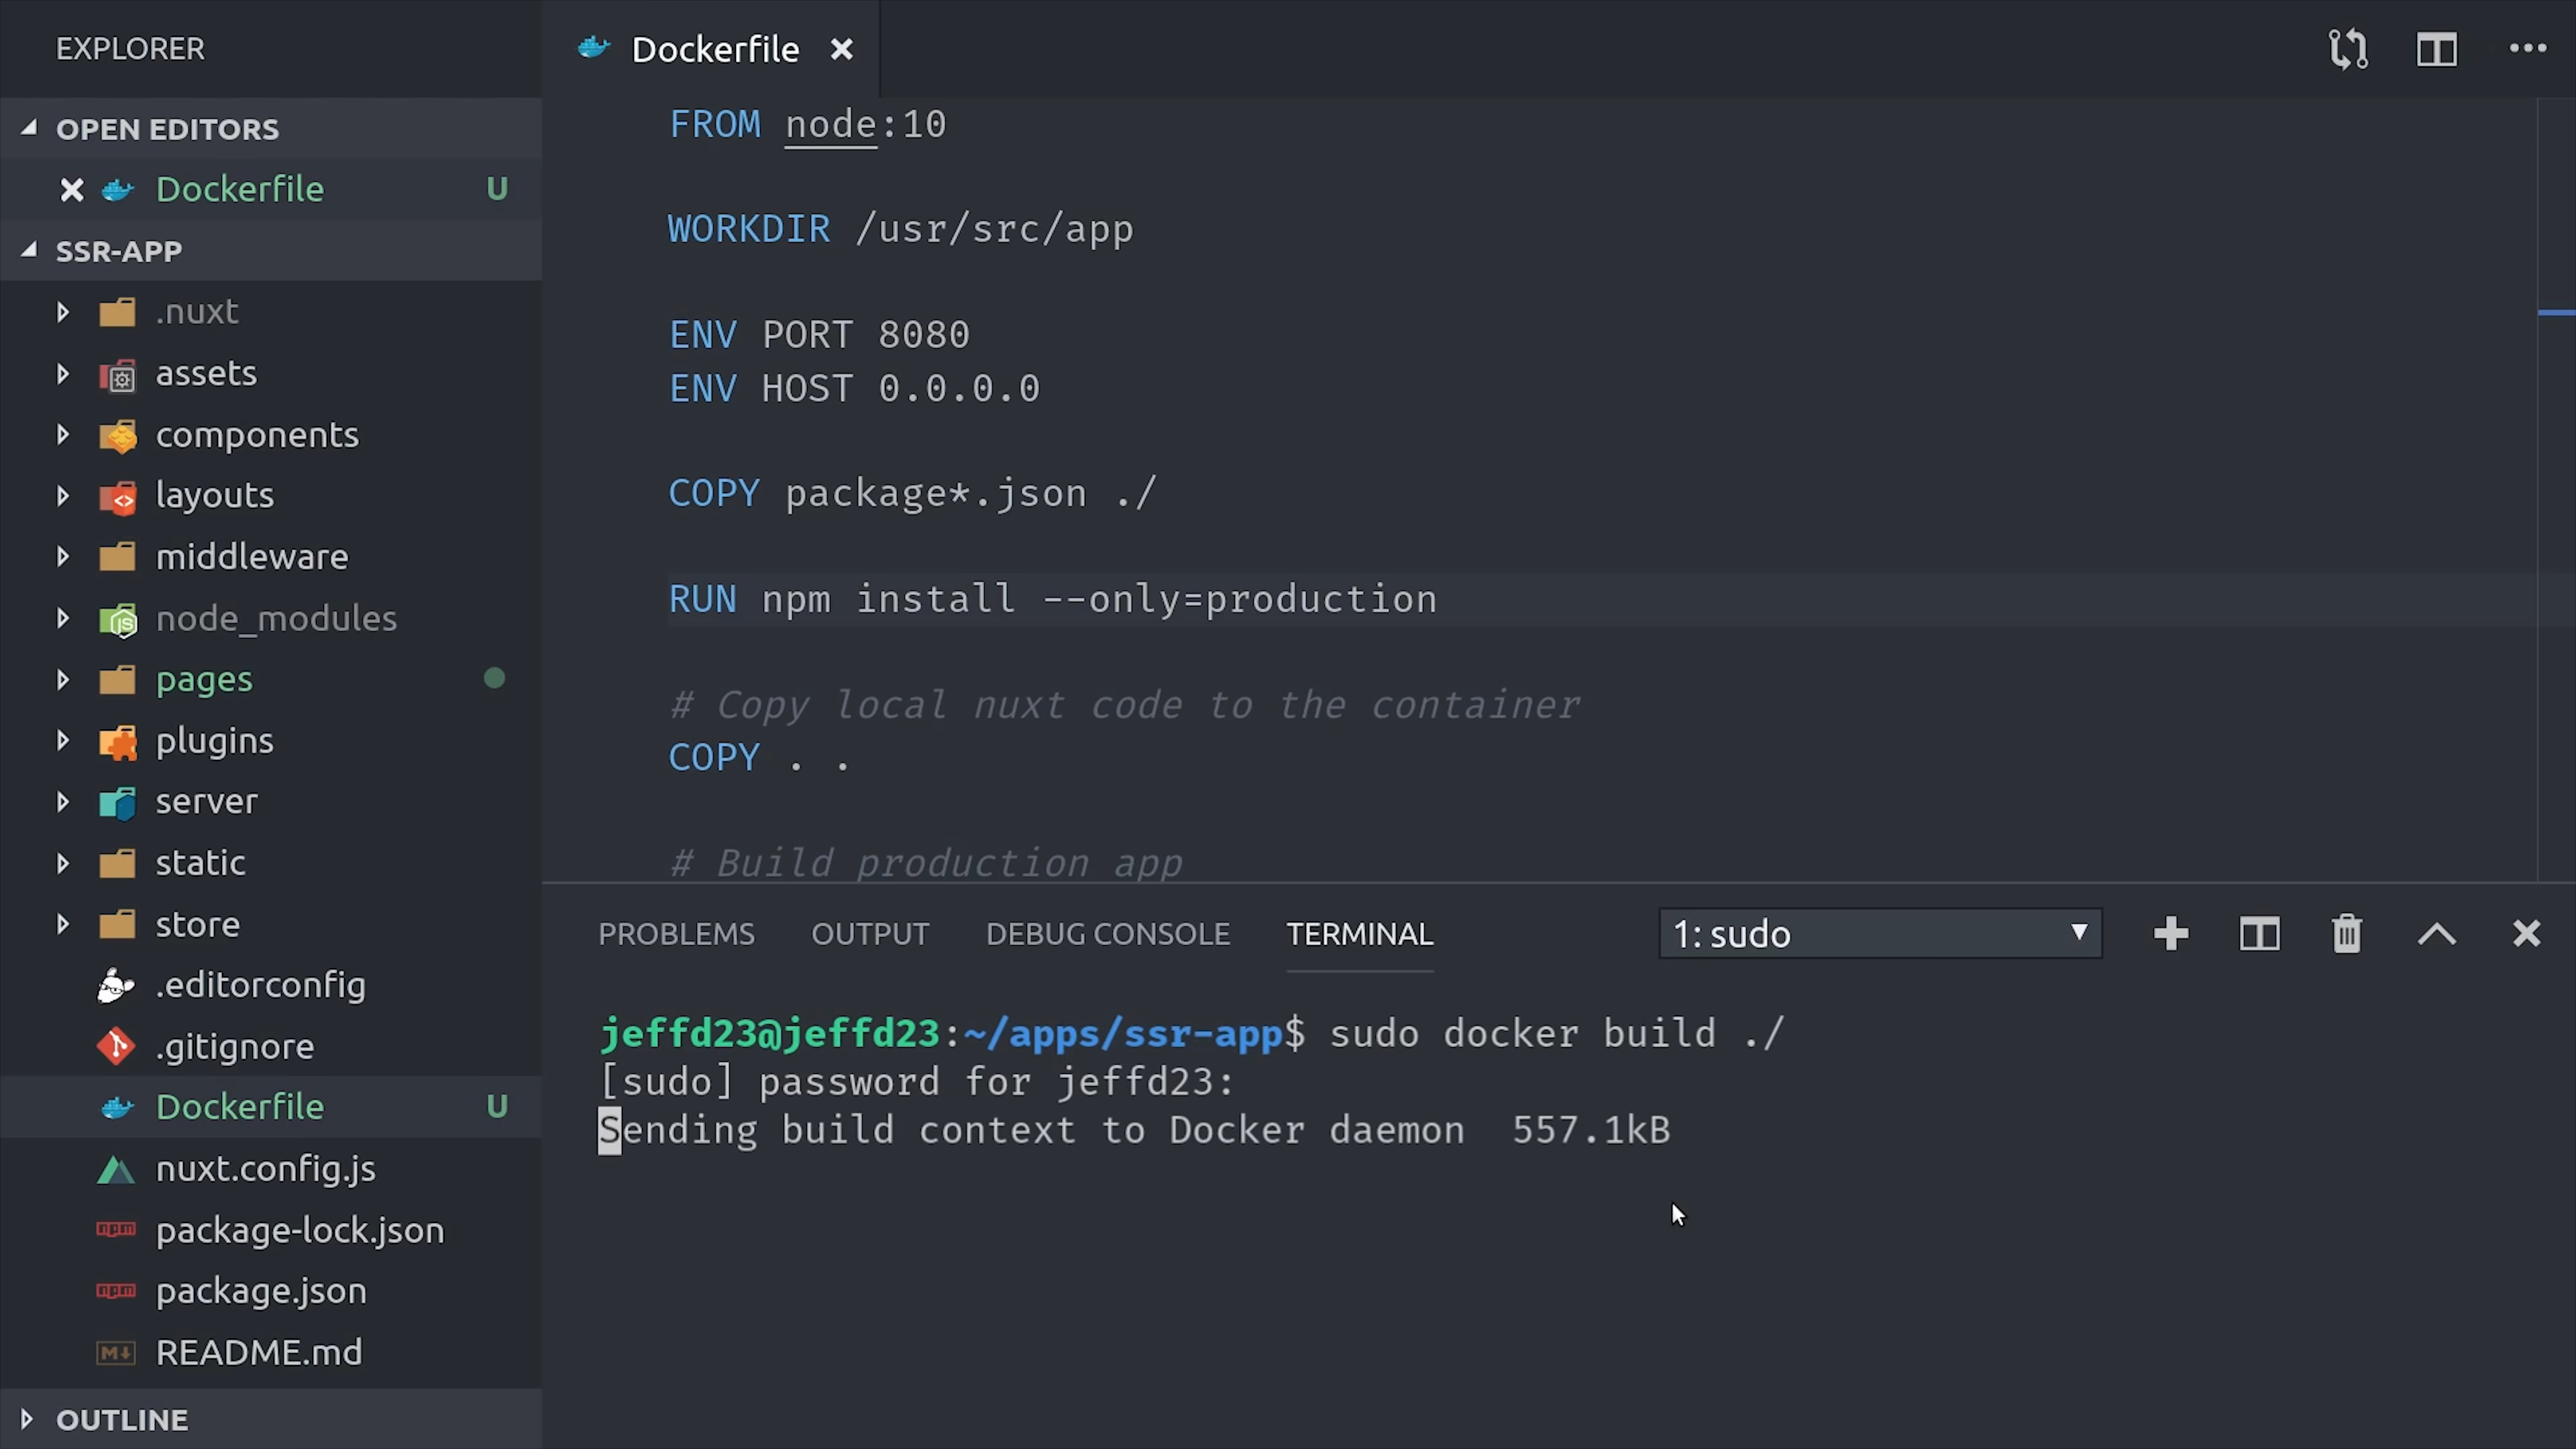 EXPLORER
OPEN EDITORS
Dockerfile U
SSR-APP
.nuxt
assets
components
layouts
middleware
node_modules
pages
plugins
server
static
store
.editorconfig
.gitignore
Dockerfile U
nuxt.config.js
package-lock.json
package.json
README.md
OUTLINE
Dockerfile
FROM node:10
WORKDIR /usr/src/app
ENV PORT 8080
ENV HOST 0.0.0.0
COPY package*.json ./
RUN npm install --only=production
# Copy local nuxt code to the container
COPY . .
# Build production app
PROBLEMS OUTPUT DEBUG CONSOLE TERMINAL 1: sudo
jeffd23@jeffd23:~/apps/ssr-app$ sudo docker build ./
[sudo] password for jeffd23:
Sending build context to Docker daemon  557.1kB